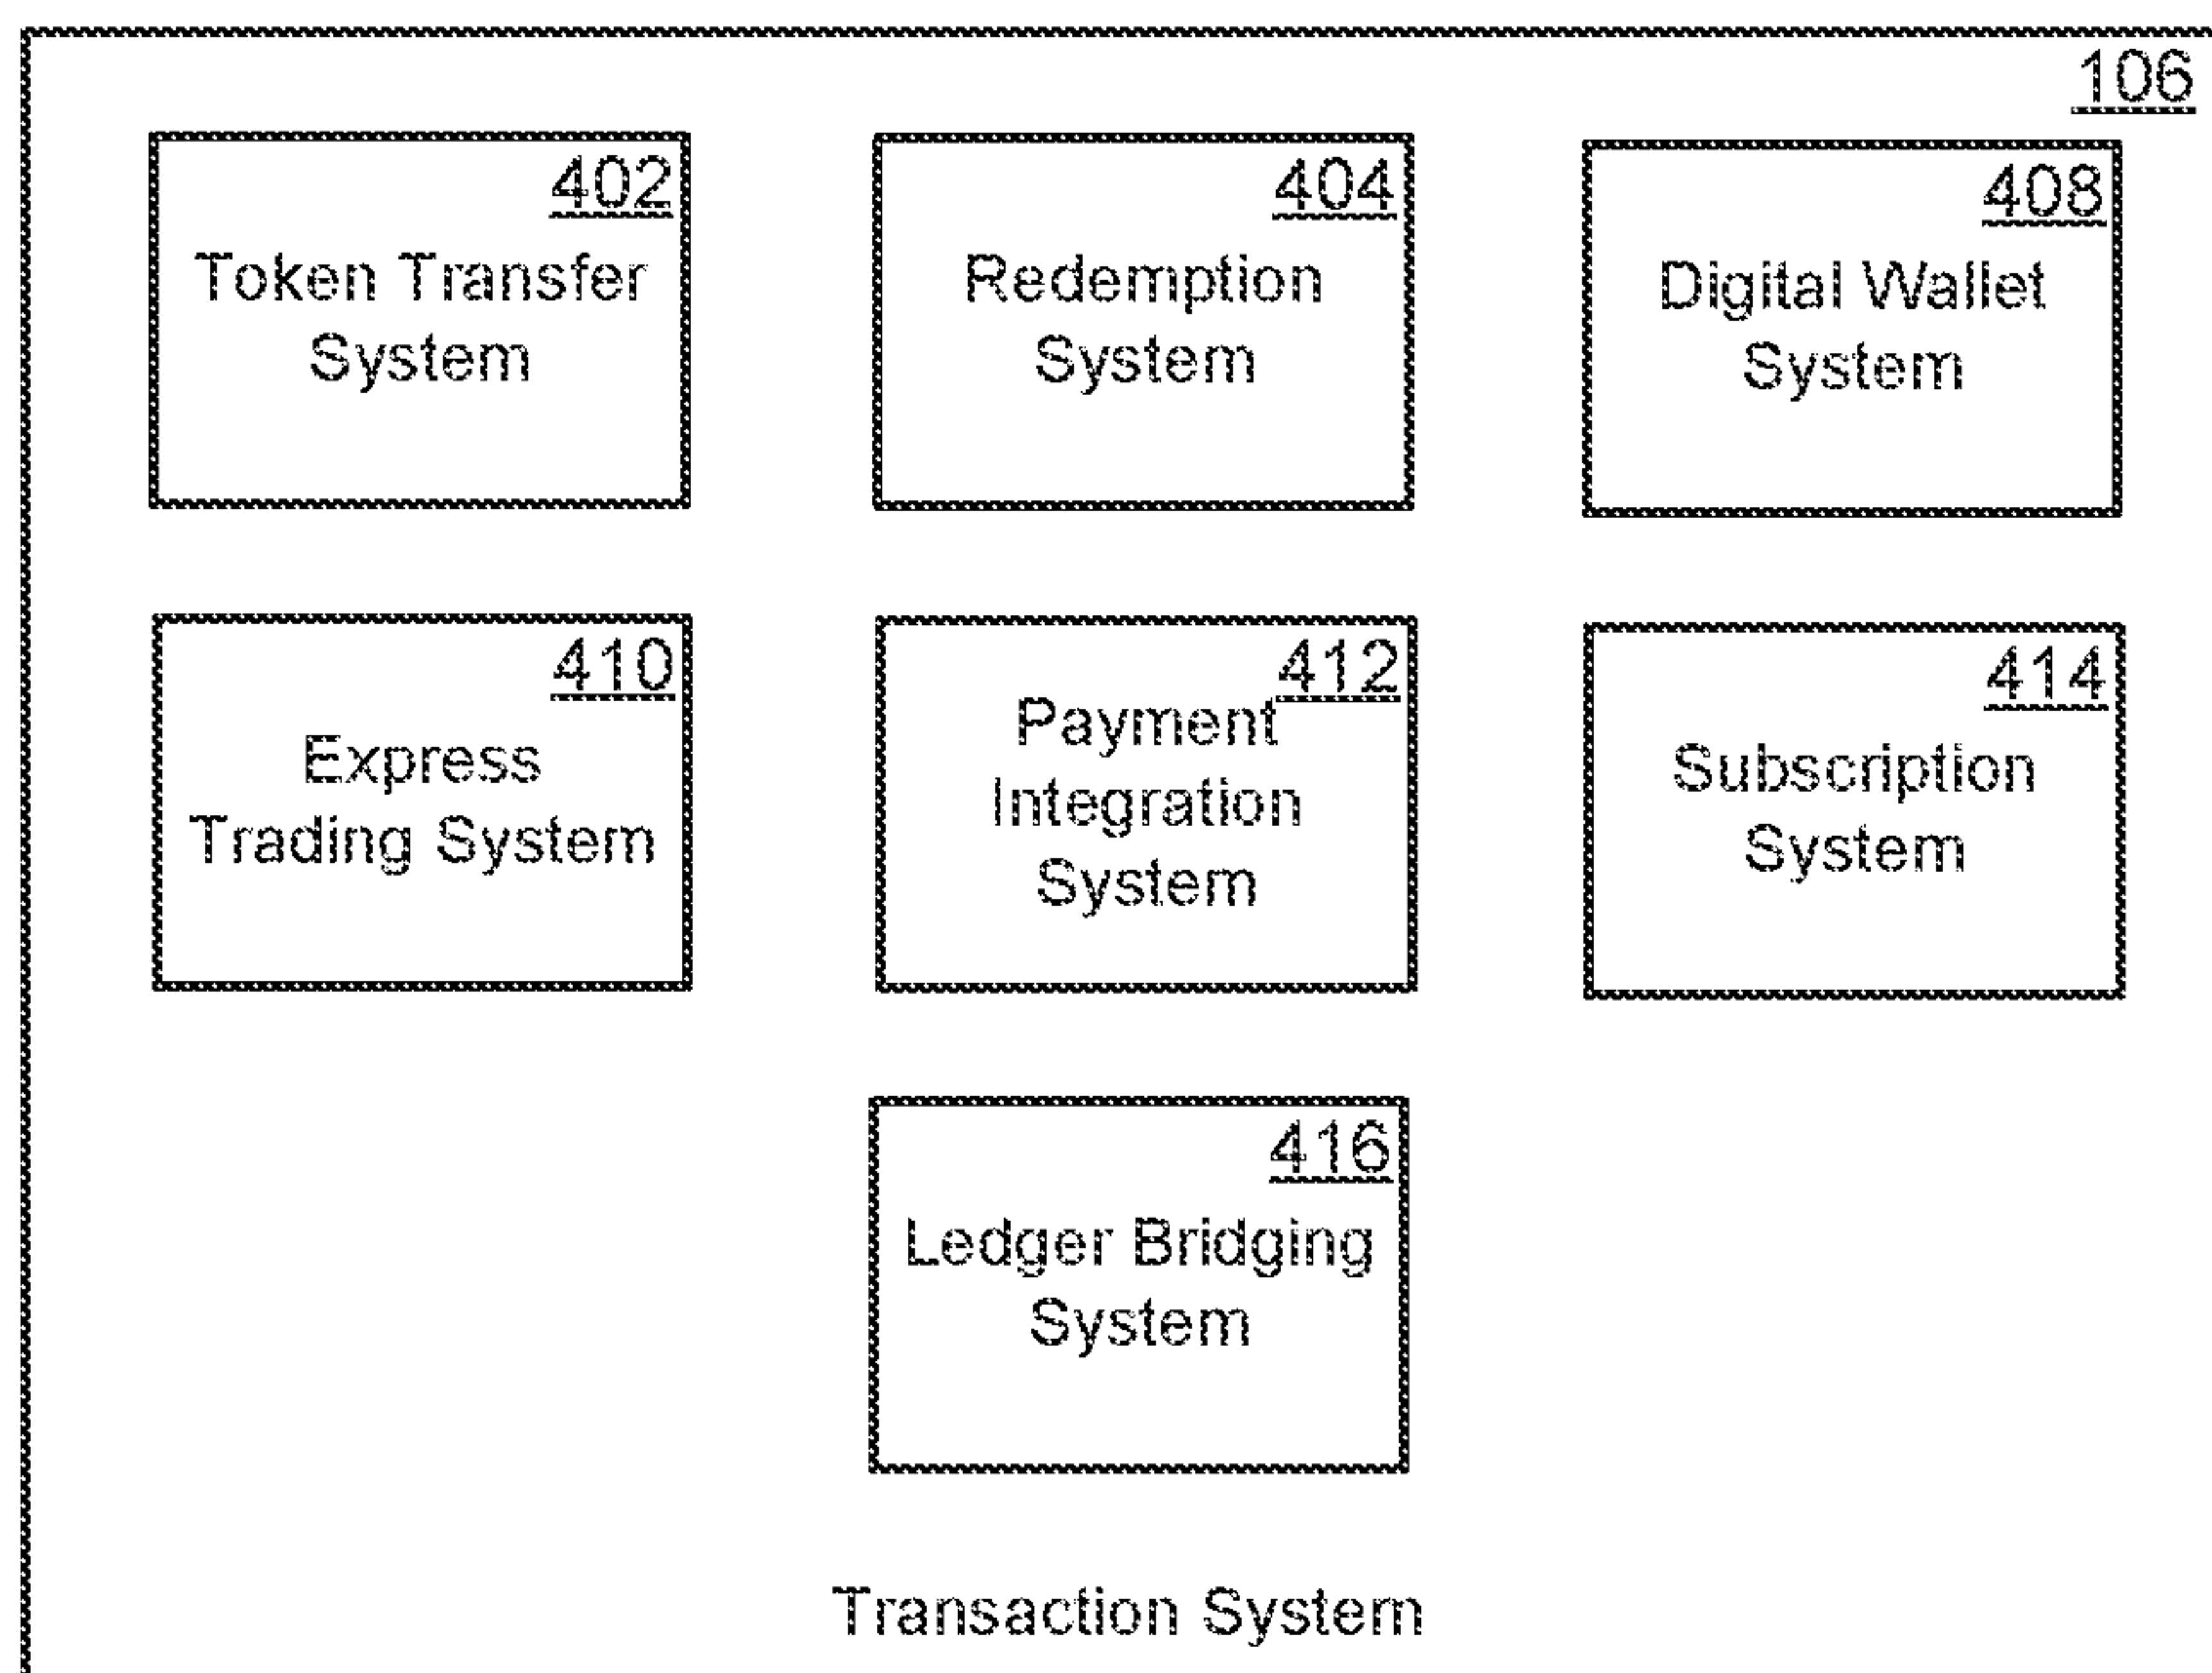 106
402
Token Transfer
System
404
Redemption
System
408
Digital Wallet
System
410
Express
Trading System
412
Payment
Integration
System
414
Subscription
System
416
Ledger Bridging
System
Transaction System